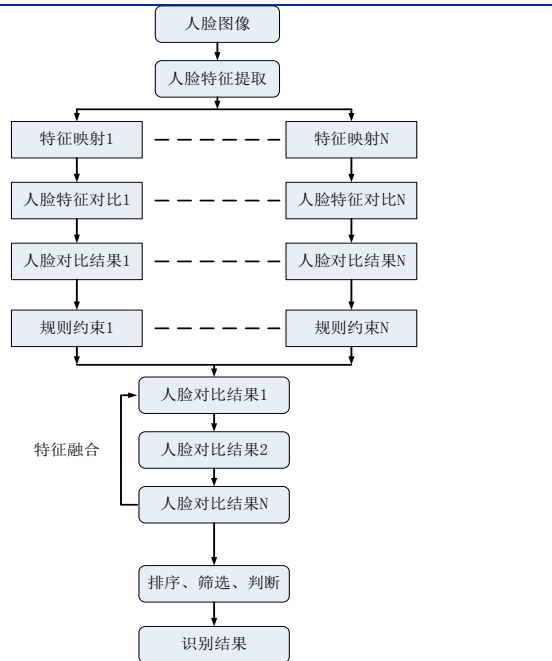 人脸图像
人脸特征提取
特征映射1
特征映射N
人脸特征对比1
人脸特征对比N
人脸对比结果1
人脸对比结果N
规则约束1
规则约束N
人脸对比结果1
特征融合
人脸对比结果2
人脸对比结果N
排序、筛选、判断
识别结果